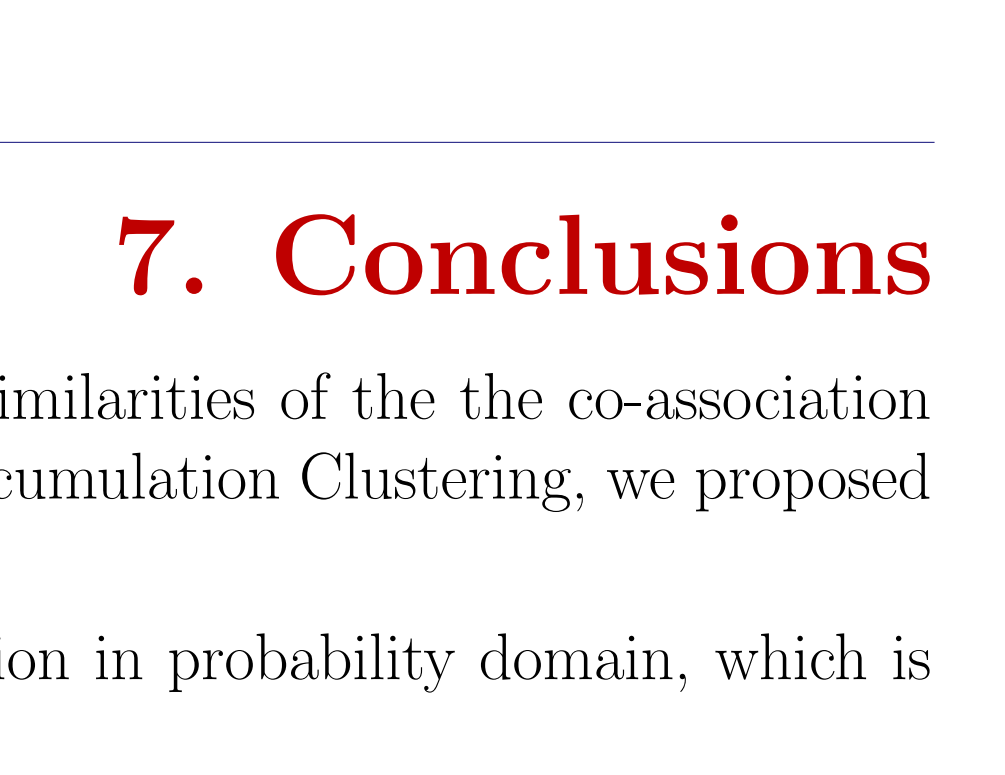 7. Conclusions
imilarities of the the co-association
cumulation Clustering, we proposed
ion in probability domain, which is